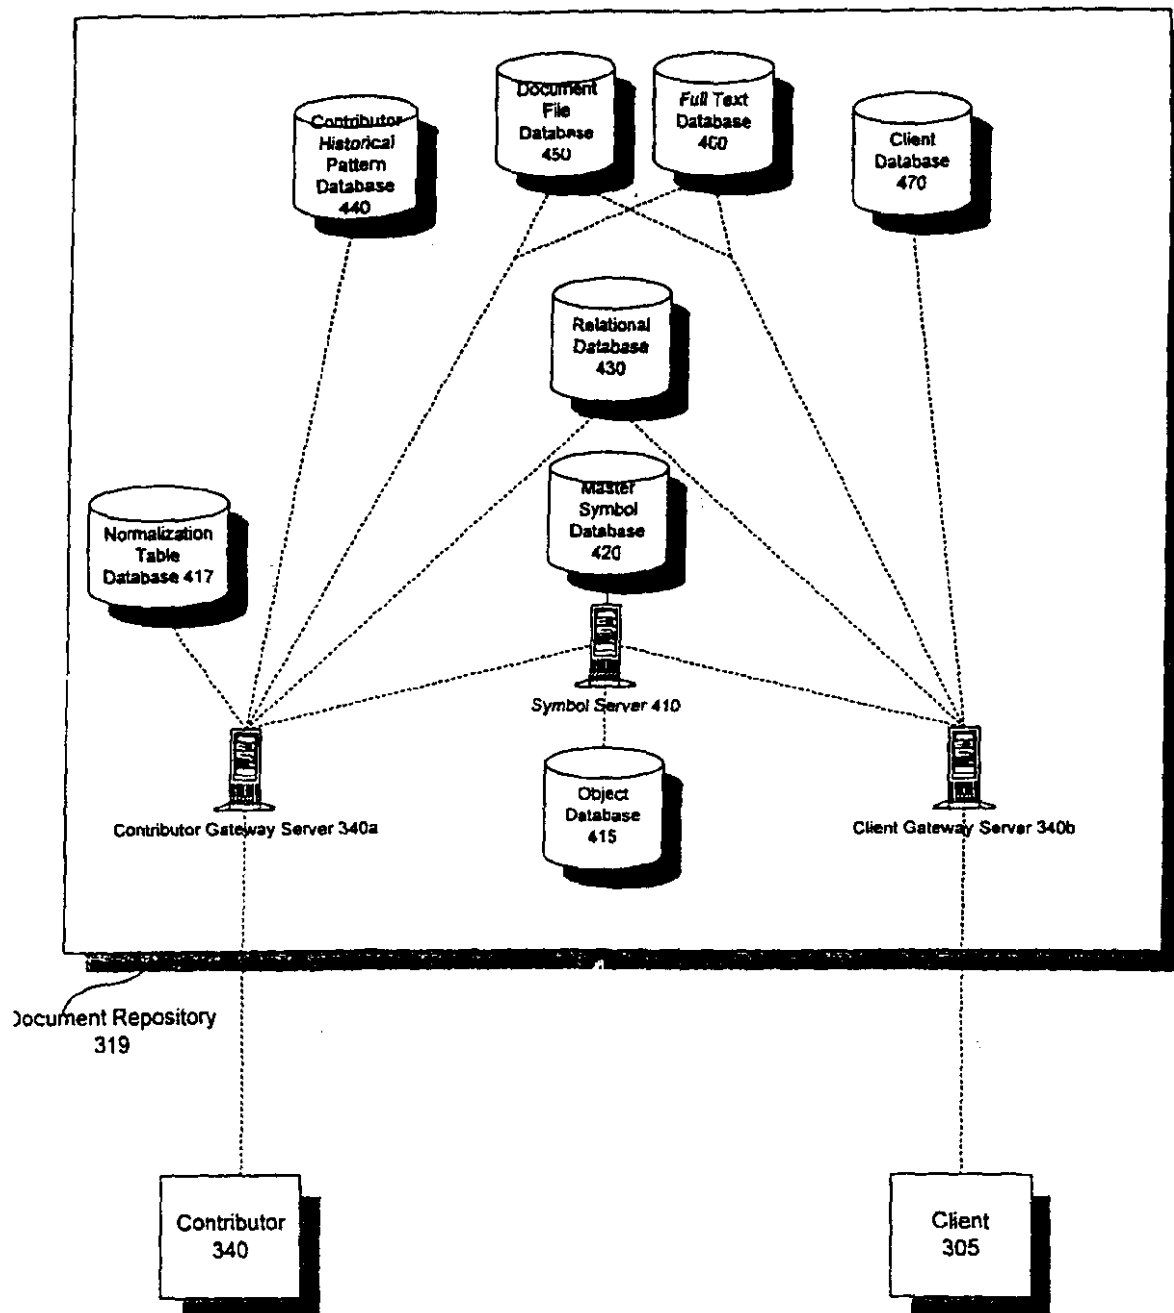 Document
File
Database
450
Full Text
Database
460
Contributor
Historical
Pattern
Database
440
Client
Database
470
Relational
Database
430
Master
Symbol
Database
420
Normalization
Table
Database 417
Symbol Server 410
Object
Database
415
Contributor Gateway Server 340a
Client Gateway Server 340b
Document Repository
319
Contributor
340
Client
305